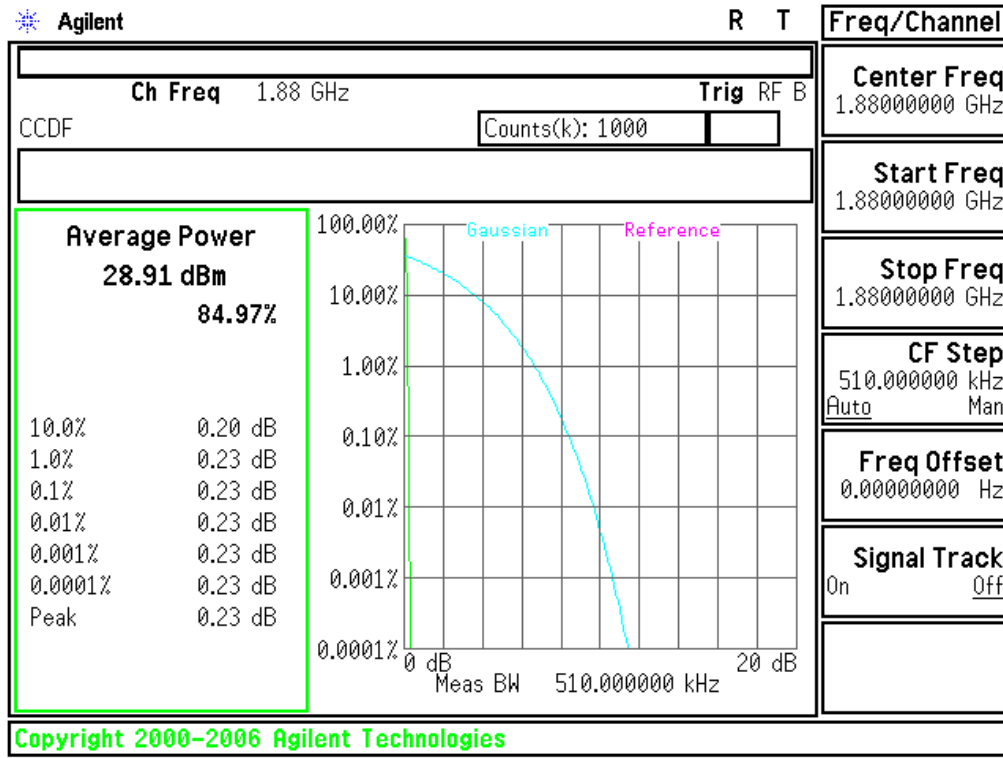 Agilent R T Freq/Channel
Ch Freq 1.88 GHz Trig RF B
CCDF Counts(k): 1000
Average Power
28.91 dBm
84.97%
10.0% 0.20 dB
1.0% 0.23 dB
0.1% 0.23 dB
0.01% 0.23 dB
0.001% 0.23 dB
0.0001% 0.23 dB
Peak 0.23 dB
100.00%
10.00%
1.00%
0.10%
0.01%
0.001%
0.0001%
Gaussian Reference
0 dB 20 dB
Meas BW 510.000000 kHz
Center Freq
1.88000000 GHz
Start Freq
1.88000000 GHz
Stop Freq
1.88000000 GHz
CF Step
510.000000 kHz
Auto Man
Freq Offset
0.00000000 Hz
Signal Track
On Off
Copyright 2000-2006 Agilent Technologies